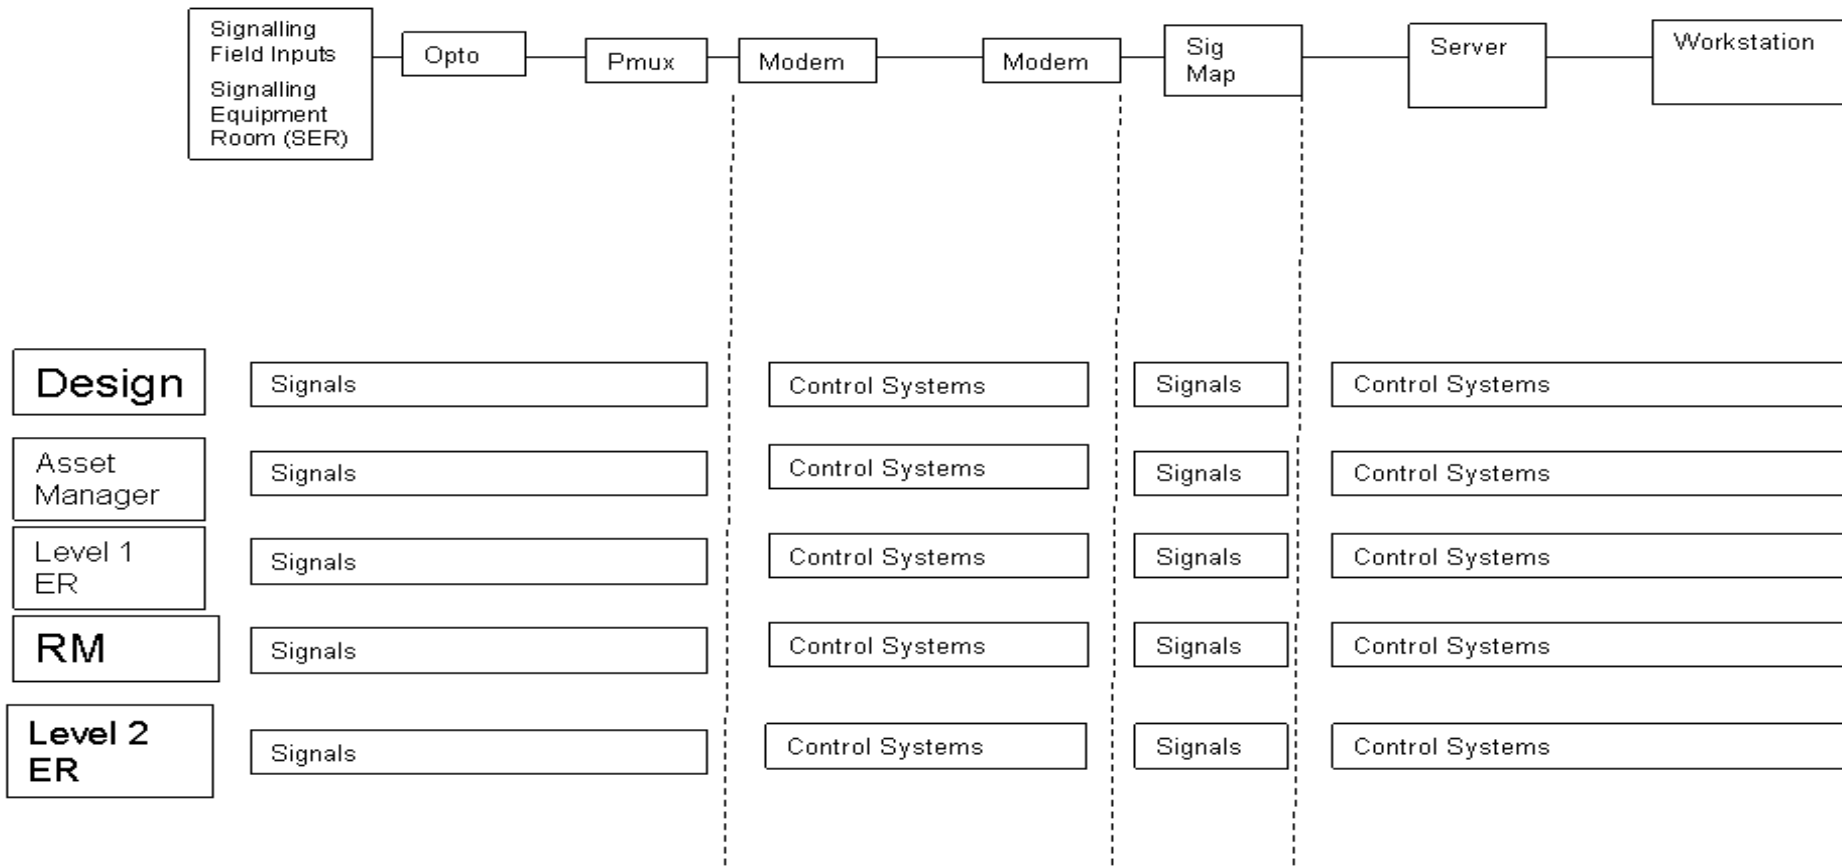 Signalling
Field Inputs
Signalling
Equipment
Room (SER)
Opto
Pmux
Modem
Modem
Sig
Map
Server
Workstation
Design
Signals
Control Systems
Signals
Control Systems
Asset
Manager
Signals
Control Systems
Signals
Control Systems
Level 1
ER
Signals
Control Systems
Signals
Control Systems
RM
Signals
Control Systems
Signals
Control Systems
Level 2
ER
Signals
Control Systems
Signals
Control Systems